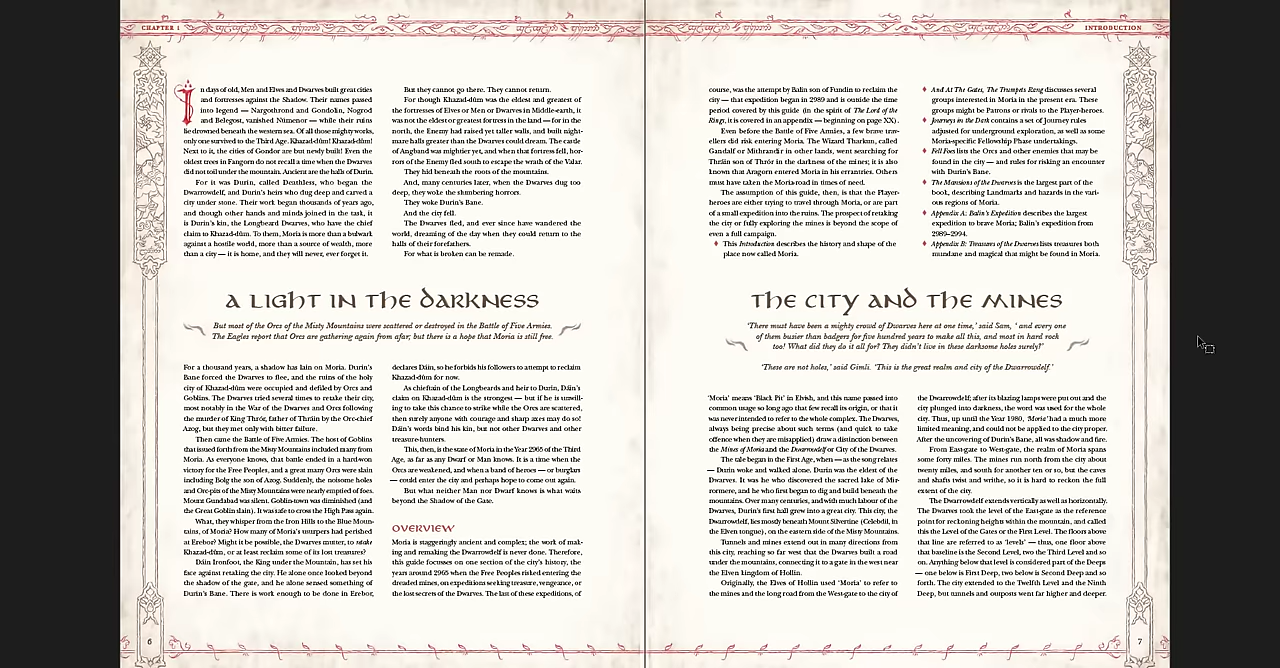 CHAPTER 1
In days of old, Men and Elves and Dwarves built great cities
and fortresses against the Shadow. Their names passed
into legend — Nargothrond and Gondolin, Nogrod
and Belegost, vanished Númenor — while their ruins
lie drowned beneath the western sea. Of all those mighty works,
only one survived to the Third Age. Khazad-dûm! Khazad-dûm!
Next to it, the cities of Gondor are but newly built! Even the
oldest trees in Fangorn do not recall a time when the Dwarves
did not toil under the mountain. Ancient are the halls of Durin.
For it was Durin, called Deathless, who began the
Dwarrowdelf, and Durin's heir who dug deep and carved a
city under stone. Their work began thousands of years ago,
and though other hands and minds joined in the task, it
is Durin's kin, the Longbeard Dwarves, who have the chief
claim to Khazad-dûm. To them, Moria is more than a bulwark
against a hostile world, more than a source of wealth, more
than a city — it is home, and they will never, ever forget it.
But they cannot go there. They cannot return.
For though Khazad-dûm was the eldest and greatest of
the fortresses of Elves or Men or Dwarves in Middle-earth, it
was not the eldest or greatest fortress in the land — for in the
north, the Enemy had raised yet taller walls, and built night-
mare halls greater than the Dwarves could dream. The castle
of Angband was mightier yet, and when that fortress fell, hor-
rors of the Enemy fled south to escape the wrath of the Valar.
They hid beneath the roots of the mountains.
And, many centuries later, when the Dwarves dug too
deep, they woke the slumbering horrors.
They woke Durin's Bane.
And the city fell.
The Dwarves fled, and ever since have wandered the
world, dreaming of the day when they could return to the
halls of their forefathers.
For what is broken can be remade.
A LIGHT IN THE DARKNESS
But most of the Orcs of the Misty Mountains were scattered or destroyed in the Battle of Five Armies.
The Eagles report that Orcs are gathering again from afar; but there is a hope that Moria is still free.
For a thousand years, a shadow has lain on Moria. Durin's
Bane forced the Dwarves to flee, and the ruins of the holy
city of Khazad-dûm were occupied and defiled by Orcs and
Goblins. The Dwarves tried several times to retake their city,
most notably in the War of the Dwarves and Orcs following
the murder of King Thrór, father of Thráin by the Orc-chief
Azog, but they met only with bitter failure.
Then came the Battle of Five Armies. The host of Goblins
that issued forth from the Misty Mountains included many from
Moria. As everyone knows, that battle ended in a hard-won
victory for the Free Peoples, and a great many Orcs were slain
including Bolg the son of Azog. Suddenly, the noisome holes
and Orc-pits of the Misty Mountains were nearly emptied of foes.
Mount Gundabad was silent. Goblin-town was diminished (and
the Great Goblin slain). It was safe to cross the High Pass again.
What, they whisper from the Iron Hills to the Blue Moun-
tains, of Moria? How many of Moria's usurpers had perished
at Erebor? Might it be possible, the Dwarves mutter, to retake
Khazad-dûm, or at least reclaim some of its lost treasures?
Dáin Ironfoot, the King under the Mountain, has set his
face against retaking the city. He alone once looked beyond
the shadow of the gate, and he alone sensed something of
Durin's Bane. There is work enough to be done in Erebor,
declares Dáin, so he forbids his followers to attempt to reclaim
Khazad-dûm for now.
As chieftain of the Longbeards and heir to Durin, Dáin's
claim on Khazad-dûm is the strongest — but if he is unwill-
ing to take this chance to strike while the Orcs are scattered,
then surely anyone with courage and sharp axes may do so!
Dáin's words bind his kin, but not other Dwarves and other
treasure-hunters.
This, then, is the state of Moria in the Year 2965 of the Third
Age, as far as any Dwarf or Man knows. It is a time when the
Orcs are weakened, and when a band of heroes — or burglars
— could enter the city and perhaps hope to come out again.
But what neither Man nor Dwarf knows is what waits
beyond the Shadow of the Gate.
OVERVIEW
Moria is staggeringly ancient and complex; the work of mak-
ing and remaking the Dwarrowdelf is never done. Therefore,
this guide focuses on one section of the city's history, the
years around 2965 when the Free Peoples risked entering the
dreaded mines, on expeditions seeking treasure, vengeance, or
the lost secrets of the Dwarves. The last of these expeditions, of
6
INTRODUCTION
course, was the attempt by Balin son of Fundin to reclaim the
city — that expedition began in 2989 and is outside the time
period covered by this guide (in the spirit of The Lord of the
Rings, it is covered in an appendix — beginning on page XX).
Even before the Battle of Five Armies, a few brave trav-
ellers did risk entering Moria. The Wizard Tharkun, called
Gandalf or Mithrandir in other lands, went searching for
Thráin son of Thrór in the darkness of the mines; it is also
known that Aragorn entered Moria in his errantries. Others
must have taken the Moria-road in times of need.
The assumption of this guide, then, is that the Player-
heroes are either trying to travel through Moria, or are part
of a small expedition into the ruins. The prospect of retaking
the city or fully exploring the mines is beyond the scope of
even a full campaign.
♦ This Introduction describes the history and shape of the
place now called Moria.
♦ And At The Gates, The Trumpets Rang discusses several
groups interested in Moria in the present era. These
groups might be Patrons or rivals to the Player-heroes.
♦ Journeys in the Dark contains a set of Journey rules
adjusted for underground exploration, as well as some
Moria-specific Fellowship Phase undertakings.
♦ Fell Foes lists the Orcs and other enemies that may be
found in the city — and rules for risking an encounter
with Durin's Bane.
♦ The Mansions of the Dwarves is the largest part of the
book, describing Landmarks and hazards in the vari-
ous regions of Moria.
♦ Appendix A: Balin's Expedition describes the largest
expedition to brave Moria; Balin's expedition from
2989–2994.
♦ Appendix B: Treasures of the Dwarves lists treasures both
mundane and magical that might be found in Moria.
THE CITY AND THE MINES
'There must have been a mighty crowd of Dwarves here at one time,' said Sam, ' and every one
of them busier than badgers for five hundred years to make all this, and most in hard rock
too! What did they do it all for? They didn't live in these darksome holes surely?'
'These are not holes,' said Gimli. 'This is the great realm and city of the Dwarrowdelf.'
'Moria' means 'Black Pit' in Elvish, and this name passed into
common usage so long ago that few recall its origin, or that it
was never intended to refer to the whole complex. The Dwarves,
always being precise about such terms (and quick to take
offence when they are misapplied) draw a distinction between
the Mines of Moria and the Dwarrowdelf or City of the Dwarves.
The tale began in the First Age, when — as the song relates
— Durin woke and walked alone. Durin was the eldest of the
Dwarves. It was he who discovered the sacred lake of Mir-
rormere, and he who first began to dig and build beneath the
mountains. Over many centuries, and with much labour of the
Dwarves, Durin's first hall grew into a great city. This city, the
Dwarrowdelf, lies mostly beneath Mount Silvertine (Celebdil, in
the Elven tongue), on the eastern side of the Misty Mountains.
Tunnels and mines extend out in many directions from
this city, reaching so far west that the Dwarves built a road
under the mountains, connecting it to a gate in the west near
the Elven kingdom of Hollin.
Originally, the Elves of Hollin used 'Moria' to refer to
the mines and the long road from the West-gate to the city of
the Dwarrowdelf; after its blazing lamps were put out and the
city plunged into darkness, the word was used for the whole
city. Thus, up until the Year 1980, 'Moria' had a much more
limited meaning, and could not be applied to the city proper.
After the uncovering of Durin's Bane, all was shadow and fire.
From East-gate to West-gate, the realm of Moria spans
some forty miles. The mines run north from the city about
twenty miles, and south for another ten or so, but the caves
and shafts twist and writhe, so it is hard to reckon the full
extent of the city.
The Dwarrowdelf extends vertically as well as horizontally.
The Dwarves took the level of the East-gate as the reference
point for reckoning heights within the mountain, and called
this the Level of the Gates or the First Level. The floors above
that line are referred to as 'levels' — thus, one floor above
that baseline is the Second Level, two the Third Level and so
on. Anything below that level is considered part of the Deeps
— one below is First Deep, two below is Second Deep and so
forth. The city extended to the Twelfth Level and the Ninth
Deep, but tunnels and outposts went far higher and deeper.
7